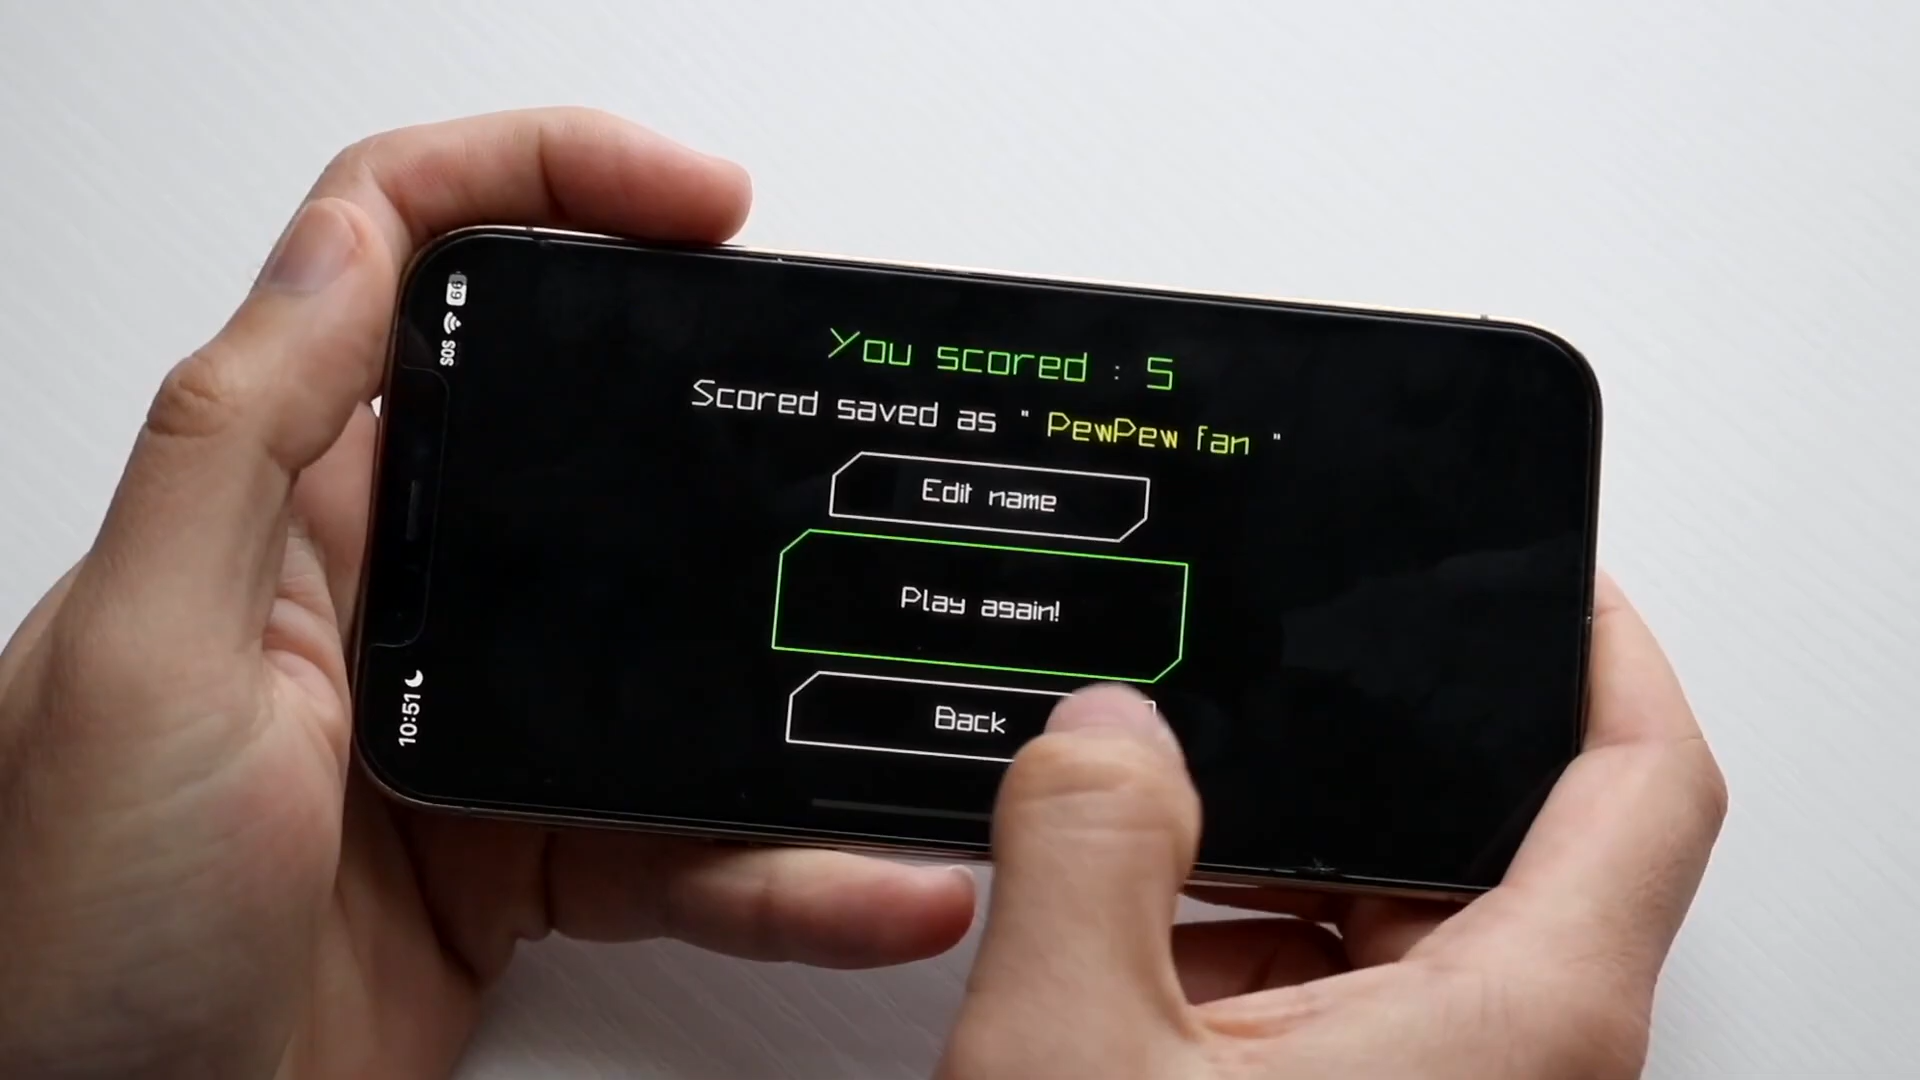 You scored : 5
Scored saved as " PewPew fan "
Edit name
Play again!
Back
SOS 66
10:51